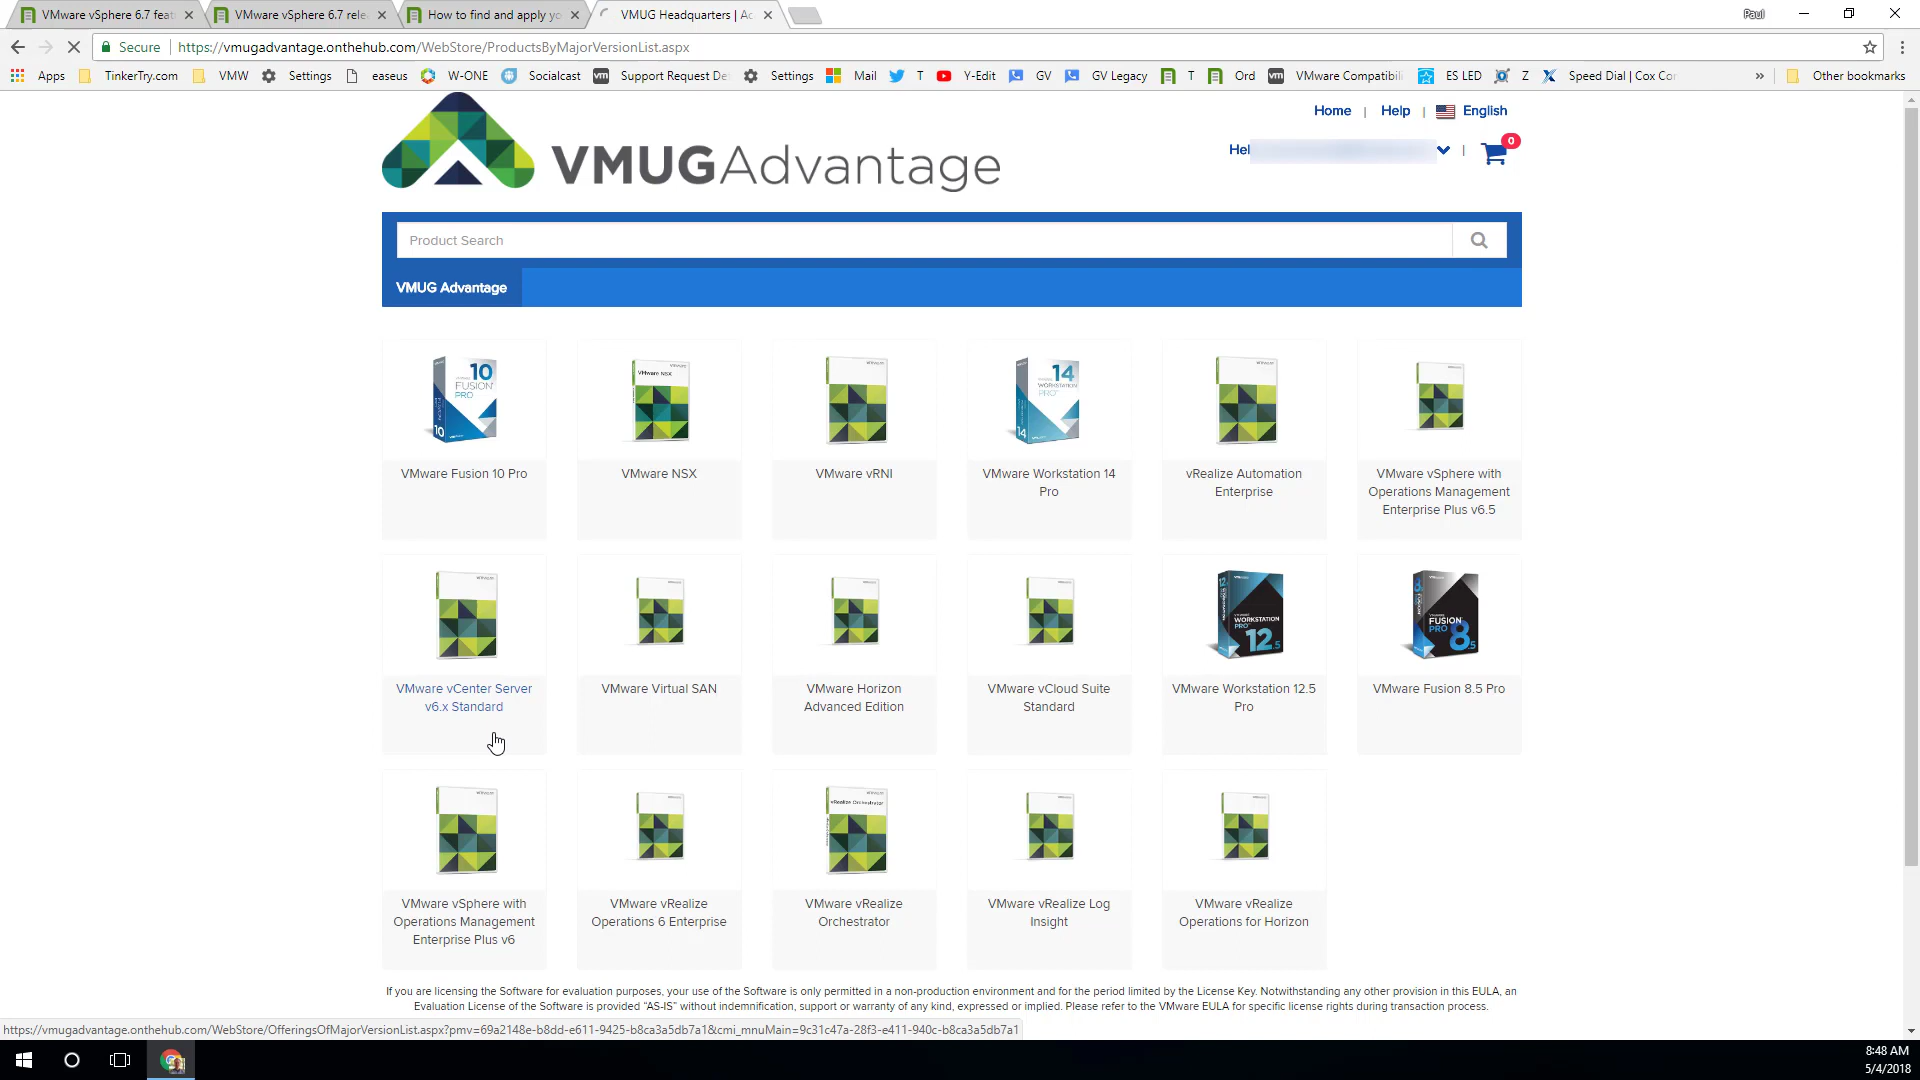 VMware vSphere 6.7 feat
VMware vSphere 6.7 rele
How to find and apply yo
VMUG Headquarters | Ac
Paul
Secure
https://vmugadvantage.onthehub.com/WebStore/ProductsByMajorVersionList.aspx
Apps
TinkerTry.com
VMW
Settings
easeus
W-ONE
Socialcast
Support Request De
Settings
Mail
T
Y-Edit
GV
GV Legacy
T
Ord
VMware Compatibili
ES LED
Z
Speed Dial | Cox Cor
»
Other bookmarks
VMUGAdvantage
Home | Help | English
Hel
0
Product Search
VMUG Advantage
VMware Fusion 10 Pro
VMware NSX
VMware vRNI
VMware Workstation 14
Pro
vRealize Automation
Enterprise
VMware vSphere with
Operations Management
Enterprise Plus v6.5
VMware vCenter Server
v6.x Standard
VMware Virtual SAN
VMware Horizon
Advanced Edition
VMware vCloud Suite
Standard
VMware Workstation 12.5
Pro
VMware Fusion 8.5 Pro
VMware vSphere with
Operations Management
Enterprise Plus v6
VMware vRealize
Operations 6 Enterprise
VMware vRealize
Orchestrator
VMware vRealize Log
Insight
VMware vRealize
Operations for Horizon
If you are licensing the Software for evaluation purposes, your use of the Software is only permitted in a non-production environment and for the period limited by the License Key. Notwithstanding any other provision in this EULA, an
Evaluation License of the Software is provided "AS-IS" without indemnification, support or warranty of any kind, expressed or implied. Please refer to the VMware EULA for specific license rights during transaction process.
https://vmugadvantage.onthehub.com/WebStore/OfferingsOfMajorVersionList.aspx?pmv=69a2148e-b8dd-e611-9425-b8ca3a5db7a1&cmi_mnuMain=9c31c47a-28f3-e411-940c-b8ca3a5db7a1
8:48 AM
5/4/2018